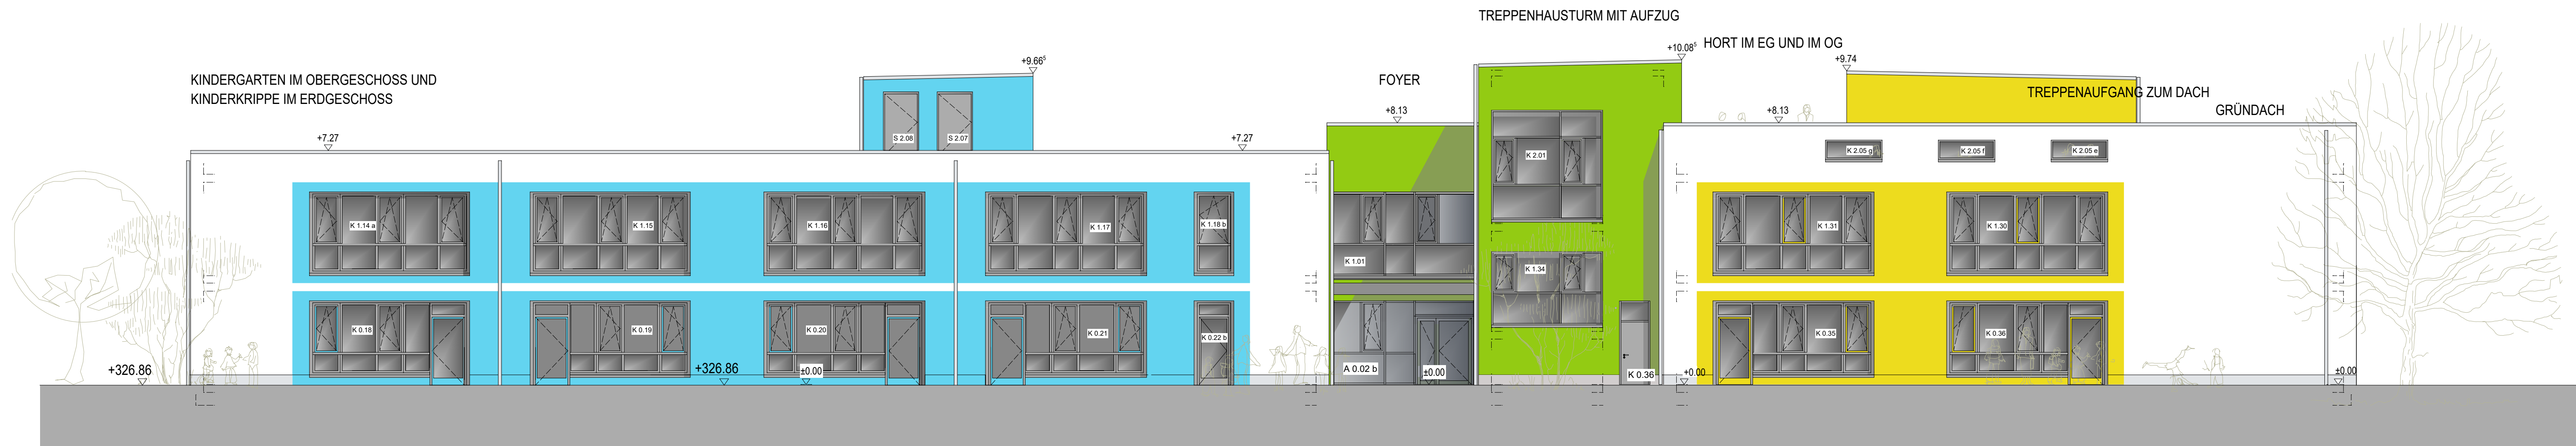 TREPPENHAUSTURM MIT AUFZUG
HORT IM EG UND IM OG
+10.08⁵
+9.66⁵
+9.74
KINDERGARTEN IM OBERGESCHOSS UND
KINDERKRIPPE IM ERDGESCHOSS
FOYER
TREPPENAUFGANG ZUM DACH
GRÜNDACH
+8.13
+8.13
+7.27
+7.27
S 2.08
S 2.07
K 2.01
K 2.05 g
K 2.05 f
K 2.05 e
K 1.14 a
K 1.15
K 1.16
K 1.17
K 1.18 b
K 1.01
K 1.34
K 1.31
K 1.30
K 0.18
K 0.19
K 0.20
K 0.21
K 0.22 b
K 0.35
K 0.36
+326.86
+326.86
±0.00
A 0.02 b
±0.00
K 0.36
+0.00
±0.00